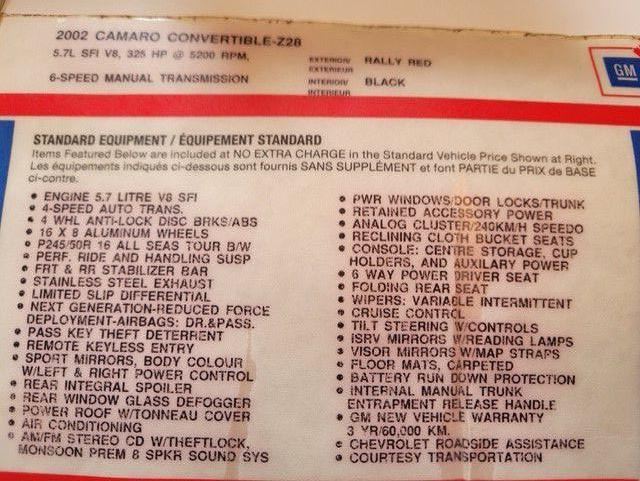 2002 CAMARO CONVERTIBLE-Z28
5.7L SFI V8, 325 HP @ 5200 RPM,
6-SPEED MANUAL TRANSMISSION
EXTERIOR/
EXTERIEUR
RALLY RED
INTERIOR/
INTERIEUR
BLACK
GM
STANDARD EQUIPMENT / ÉQUIPEMENT STANDARD
Items Featured Below are included at NO EXTRA CHARGE in the Standard Vehicle Price Shown at Right.
Les équipements indiqués ci-dessous sont fournis SANS SUPPLÉMENT et font PARTIE du PRIX de BASE
ci-contre.
• ENGINE 5.7 LITRE V8 SFI
• 4-SPEED AUTO TRANS.
• 4 WHL ANTI-LOCK DISC BRKS/ABS
• 16 X 8 ALUMINUM WHEELS
• P245/50R 16 ALL SEAS TOUR B/W
• PERF. RIDE AND HANDLING SUSP
• FRT & RR STABILIZER BAR
• STAINLESS STEEL EXHAUST
• LIMITED SLIP DIFFERENTIAL
• NEXT GENERATION-REDUCED FORCE
DEPLOYMENT-AIRBAGS: DR.&PASS.
• PASS KEY THEFT DETERRENT
• REMOTE KEYLESS ENTRY
• SPORT MIRRORS, BODY COLOUR
W/LEFT & RIGHT POWER CONTROL
• REAR INTEGRAL SPOILER
• REAR WINDOW GLASS DEFOGGER
• POWER ROOF W/TONNEAU COVER
• AIR CONDITIONING
• AM/FM STEREO CD W/THEFTLOCK,
MONSOON PREM 8 SPKR SOUND SYS
• PWR WINDOWS/DOOR LOCKS/TRUNK
• RETAINED ACCESSORY POWER
• ANALOG CLUSTER/240KM/H SPEEDO
• RECLINING CLOTH BUCKET SEATS
• CONSOLE: CENTRE STORAGE, CUP
HOLDERS, AND AUXILARY POWER
• 6 WAY POWER DRIVER SEAT
• FOLDING REAR SEAT
• WIPERS: VARIABLE INTERMITTENT
• CRUISE CONTROL
• TILT STEERING W/CONTROLS
• ISRV MIRRORS W/READING LAMPS
• VISOR MIRRORS W/MAP STRAPS
• FLOOR MATS, CARPETED
• BATTERY RUN DOWN PROTECTION
• INTERNAL MANUAL TRUNK
ENTRAPMENT RELEASE HANDLE
• GM NEW VEHICLE WARRANTY
3 YR/60,000 KM.
• CHEVROLET ROADSIDE ASSISTANCE
• COURTESY TRANSPORTATION